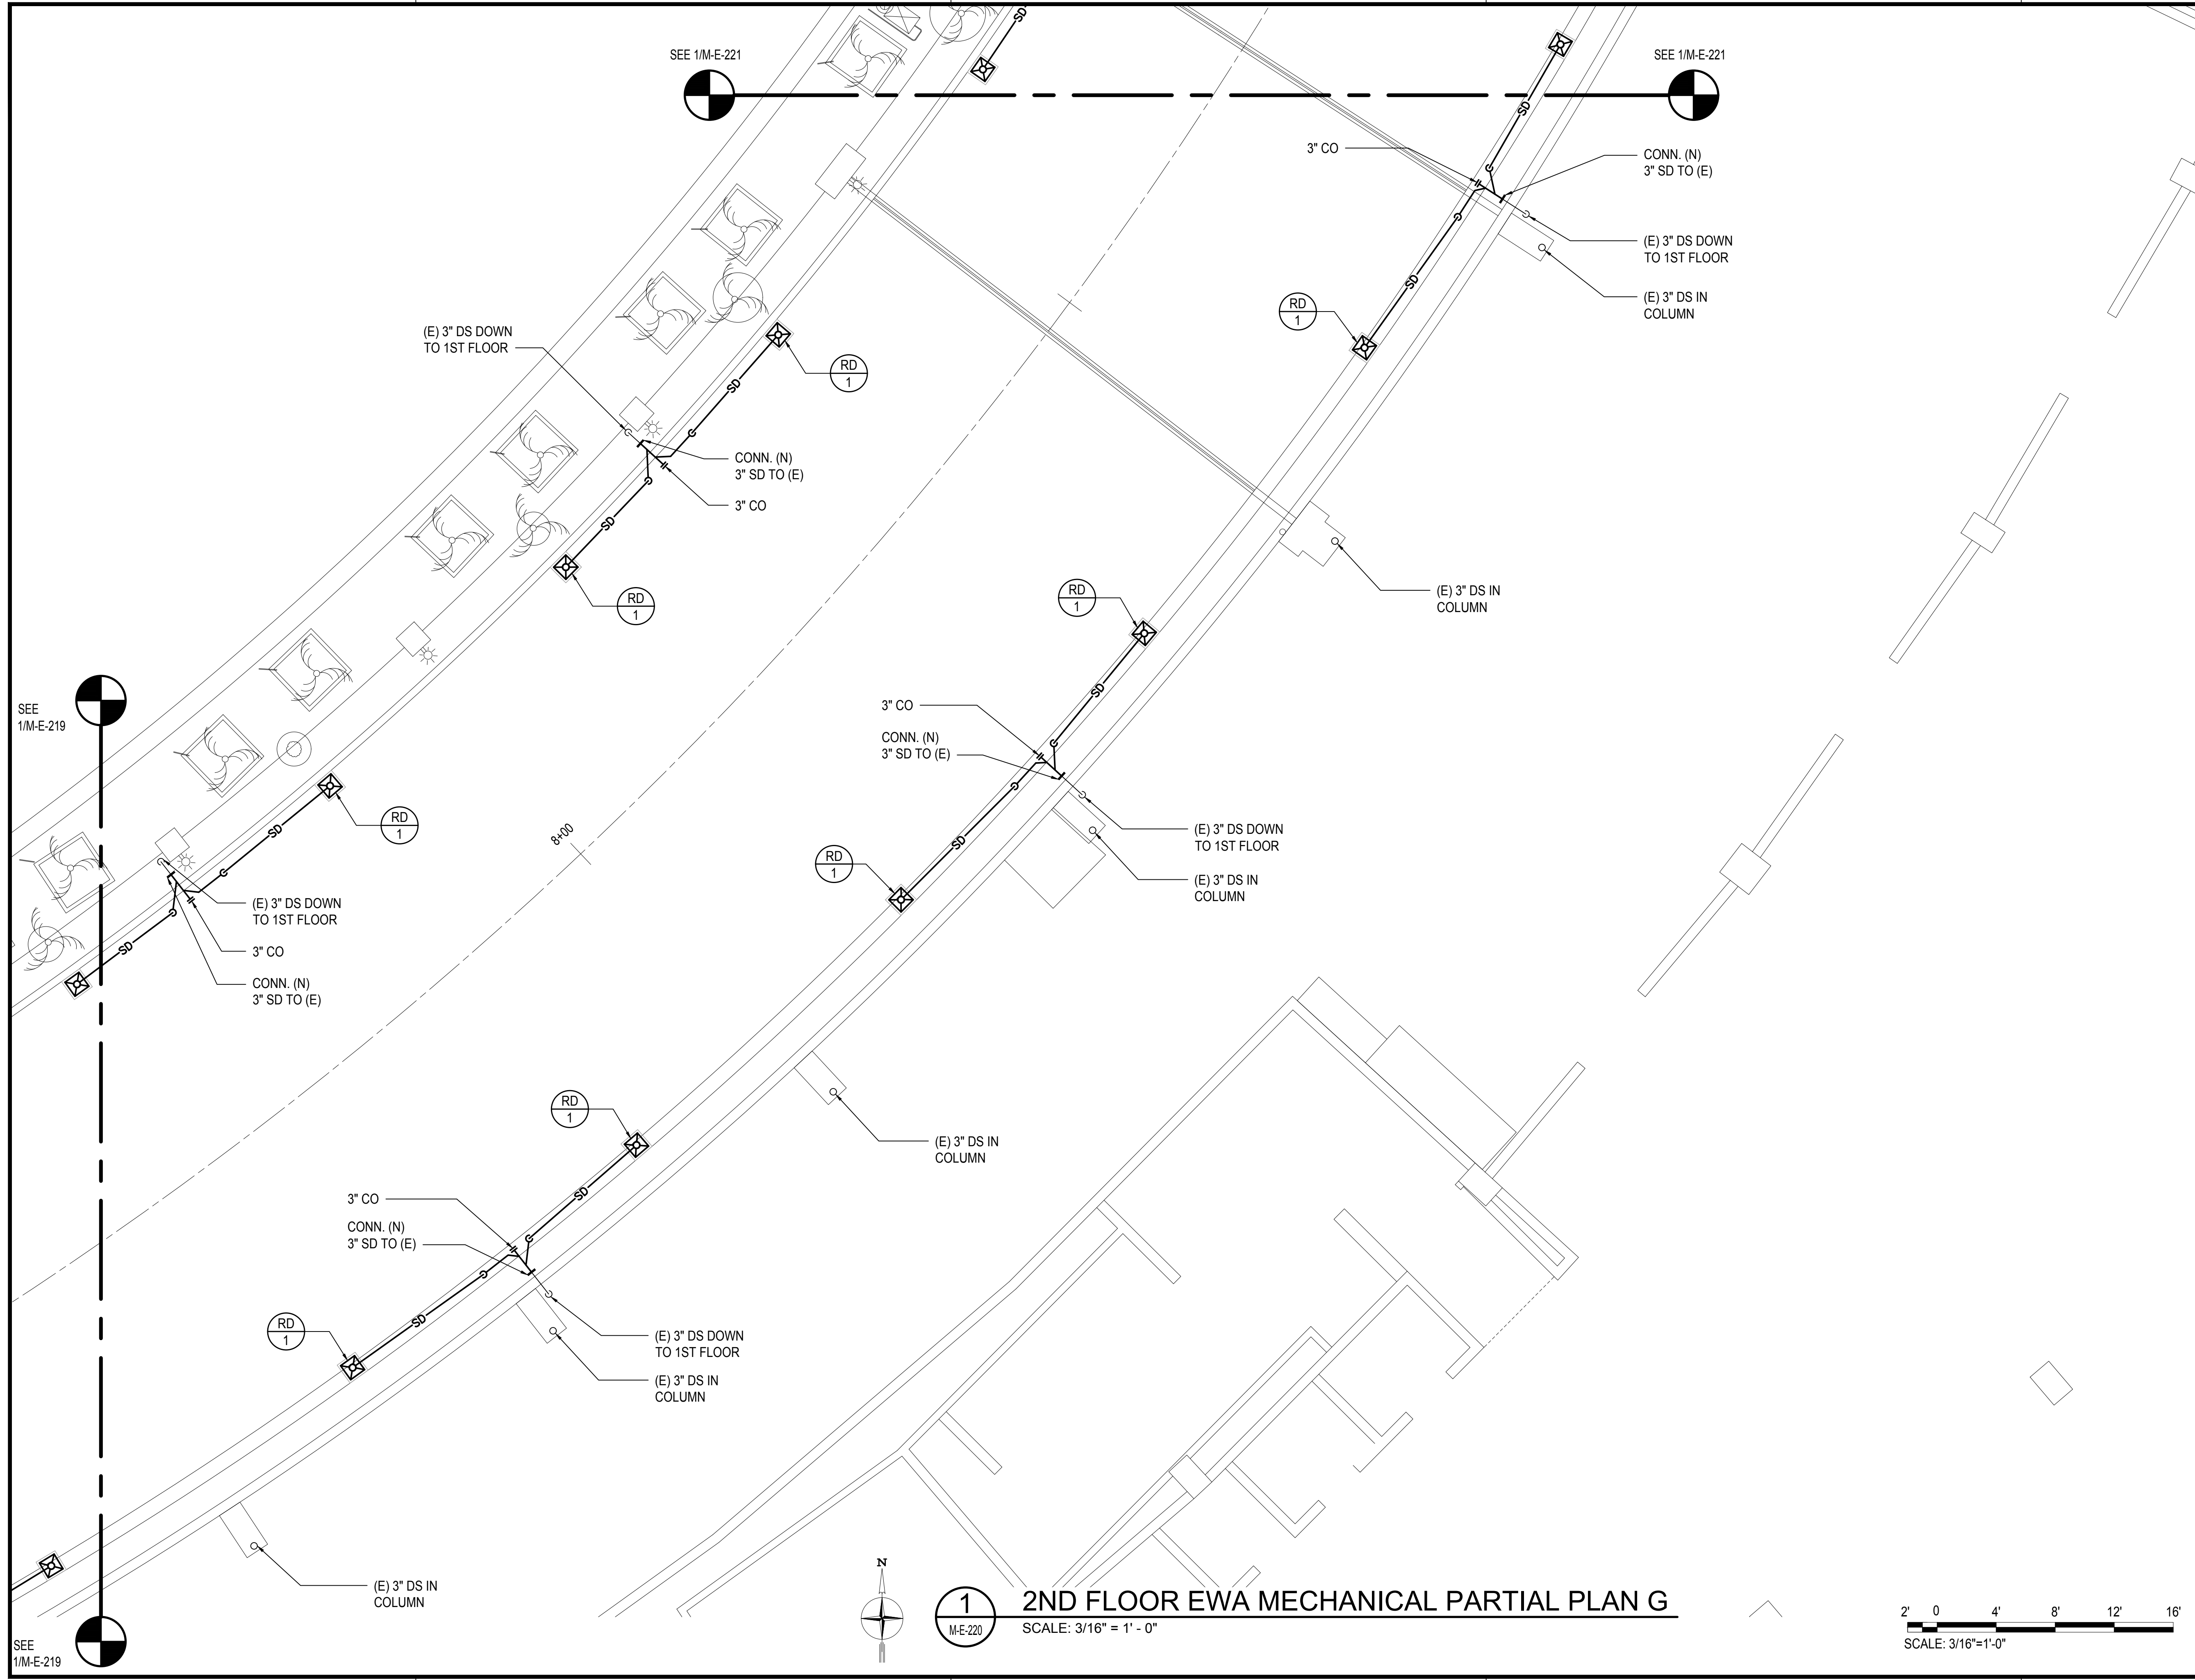 SEE 1/M-E-221
SEE 1/M-E-221
SD
SD
3" CO
CONN. (N)
3" SD TO (E)
(E) 3" DS DOWN
TO 1ST FLOOR
(E) 3" DS IN
COLUMN
SD
RD
1
(E) 3" DS DOWN
TO 1ST FLOOR
RD
1
SD
CONN. (N)
3" SD TO (E)
3" CO
SD
RD
1
(E) 3" DS IN
COLUMN
RD
1
SD
3" CO
CONN. (N)
3" SD TO (E)
SEE
1/M-E-219
RD
1
SD
8+00
(E) 3" DS DOWN
TO 1ST FLOOR
SD
RD
1
(E) 3" DS IN
COLUMN
(E) 3" DS DOWN
TO 1ST FLOOR
SD
3" CO
CONN. (N)
3" SD TO (E)
RD
1
(E) 3" DS IN
COLUMN
SD
3" CO
CONN. (N)
3" SD TO (E)
RD
1
SD
(E) 3" DS DOWN
TO 1ST FLOOR
(E) 3" DS IN
COLUMN
(E) 3" DS IN
COLUMN
SEE
1/M-E-219
N
1
M-E-220
2ND FLOOR EWA MECHANICAL PARTIAL PLAN G
SCALE: 3/16" = 1' - 0"
2' 0 4' 8' 12' 16'
SCALE: 3/16"=1'-0"